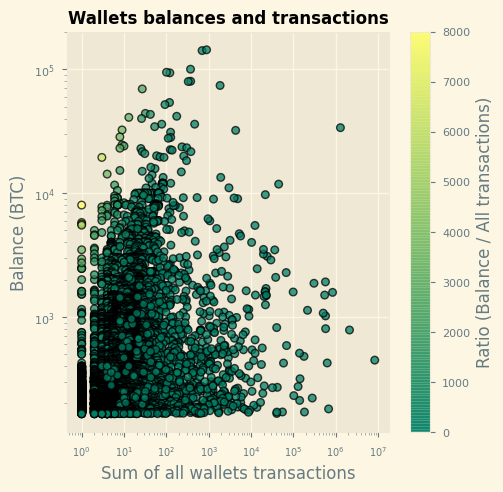 Wallets balances and transactions
8000
7000
6000
5000
4000
3000
2000
1000
0
Ratio (Balance / All transactions)
10⁵
10⁴
10³
Balance (BTC)
10⁰ 10¹ 10² 10³ 10⁴ 10⁵ 10⁶ 10⁷
Sum of all wallets transactions